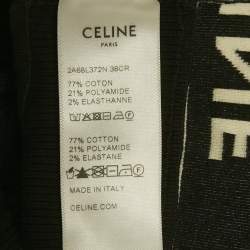 CELINE
PARIS
2A68L372N 38CR
77% COTTON
21% POLYAMIDE
2% ELASTHANNE
77% COTTON
21% POLYAMIDE
2% ELASTANE
MADE IN ITALY
CELINE.COM